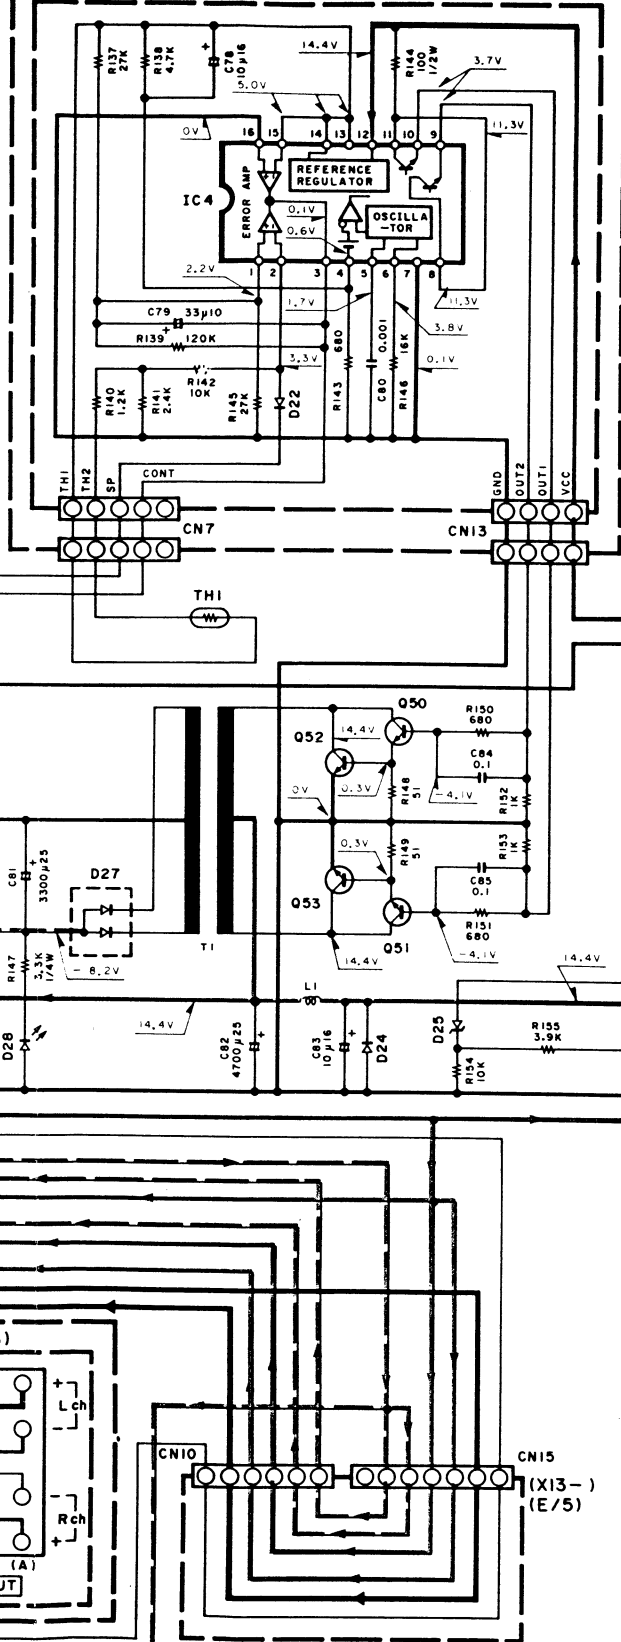 R137
27K
R138
4.7K
+
C78
10µ16
14.4V
R144
100
1/2W
3.7V
5.0V
0V
16
15
14
13
12
11
10
9
11.3V
IC4
ERROR AMP
REFERENCE
REGULATOR
0.1V
0.6V
OSCILLA
-TOR
1
2
3
4
5
6
7
8
2.2V
1.7V
11.3V
C79
33µ10
+
R139
120K
680
0.001
16K
3.8V
3.3V
0.1V
R142
10K
R140
1.2K
R141
2.4K
R145
27K
D22
R143
C80
R146
TH1
TH2
SP
CONT
GND
OUT2
OUT1
VCC
CN7
CN13
TH1
Q50
R150
680
Q52
14.4V
C84
0.1
0V
0.3V
R148
51
-4.1V
R152
1K
0.3V
R149
51
R153
1K
C81
+
3300µ25
D27
C85
0.1
Q53
R151
680
T1
Q51
-4.1V
14.4V
14.4V
R147
3.3K
1/4W
-8.2V
L1
14.4V
D28
C82
4700µ25
+
C83
10µ16
+
D24
D25
R155
3.9K
R154
10K
)
+
Lch
-
-
Rch
+
(A)
UT
CN10
CN15
(X13- )
(E/5)